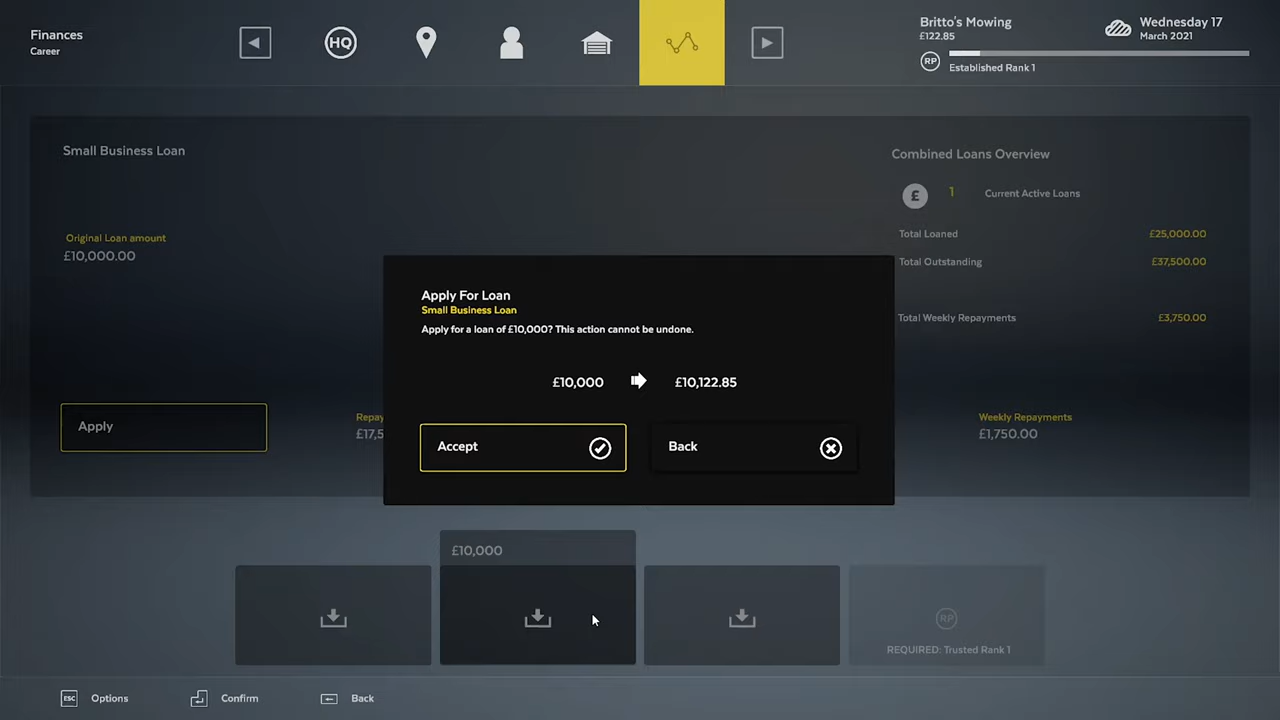 Finances
Career
HQ
Britto's Mowing
£122.85
RP
Established Rank 1
Wednesday 17
March 2021
Small Business Loan
Original Loan amount
£10,000.00
Apply
Combined Loans Overview
£ 1 Current Active Loans
Total Loaned £25,000.00
Total Outstanding £37,500.00
Total Weekly Repayments £3,750.00
Weekly Repayments
£1,750.00
Apply For Loan
Small Business Loan
Apply for a loan of £10,000? This action cannot be undone.
£10,000 £10,122.85
Accept Back
£10,000
RP
REQUIRED: Trusted Rank 1
ESC Options Confirm Back